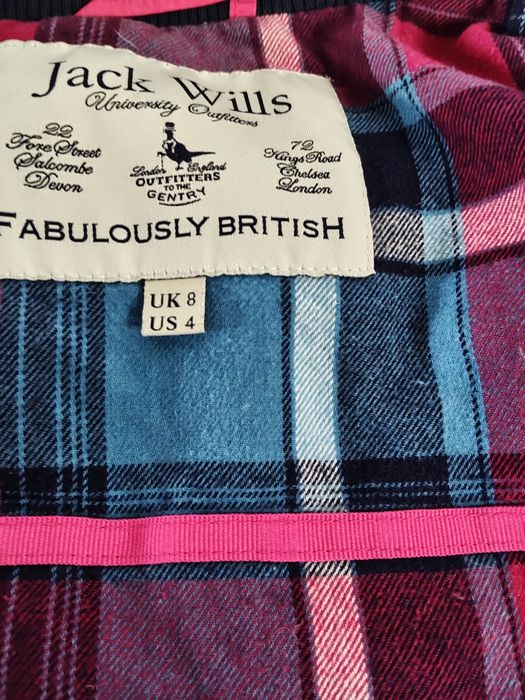 Jack Wills
University Outfitters
22
Fore Street
Salcombe
Devon
London England
OUTFITTERS
TO THE
GENTRY
72
Kings Road
Chelsea
London
FABULOUSLY BRITISH
UK 8
US 4